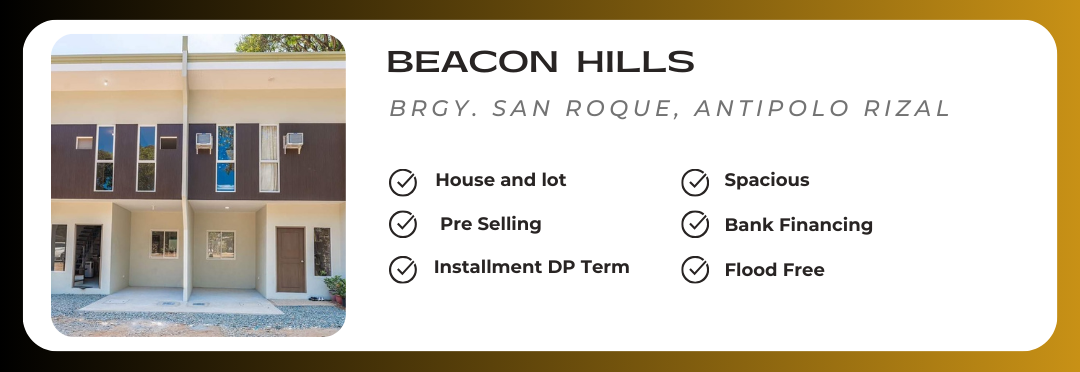 BEACON HILLS
BRGY. SAN ROQUE, ANTIPOLO RIZAL
House and lot
Pre Selling
Installment DP Term
Spacious
Bank Financing
Flood Free